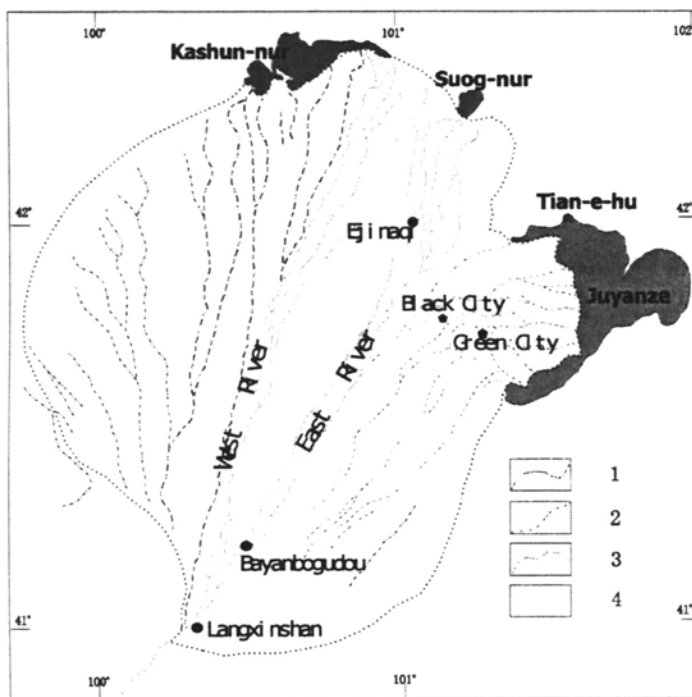 100°
101°
102
Kashun-nur
Suog-nur
42°
42°
Tian-e-hu
Ejinaqi
Juyanze
Black City
Green City
West River
East River
1
2
3
4
Bayanbogudou
Langxinshan
41°
41°
100°
101°